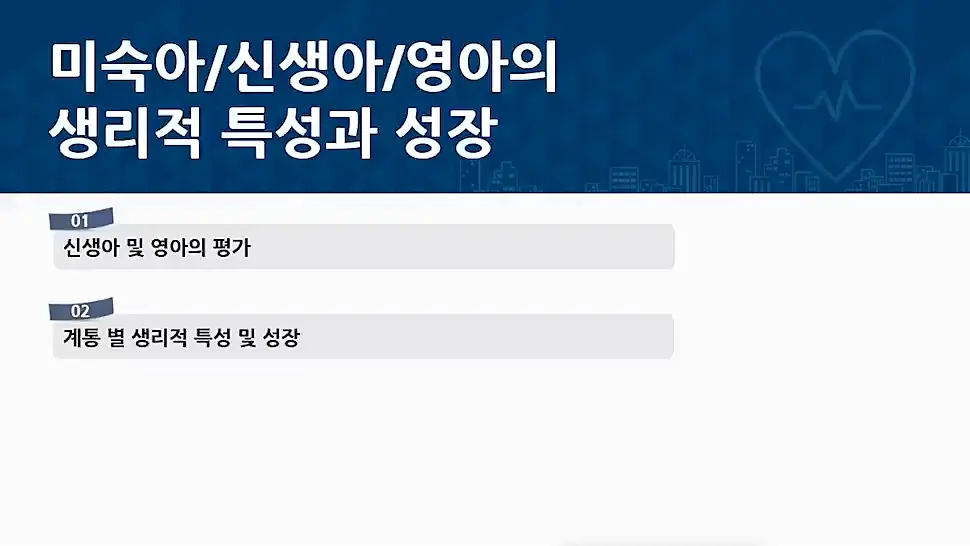 미숙아/신생아/영아의
생리적 특성과 성장
01
신생아 및 영아의 평가
02
계통 별 생리적 특성 및 성장